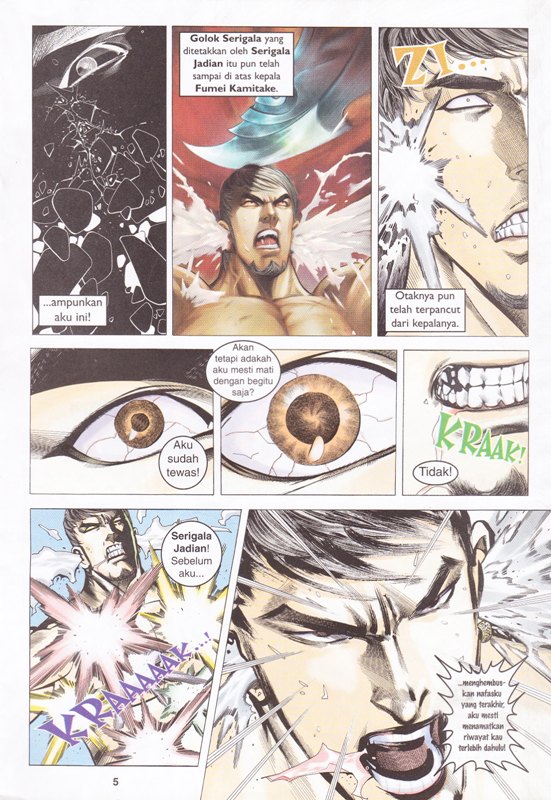 ...ampunkan
aku ini!
Golok Serigala yang
ditetakkan oleh Serigala
Jadian itu pun telah
sampai di atas kepala
Fumei Kamitake.
ZI...
Otaknya pun
telah terpancut
dari kepalanya.
Aku
sudah
tewas!
Akan
tetapi adakah
aku mesti mati
dengan begitu
saja?
KRAAK!
Tidak!
Serigala
Jadian!
Sebelum
aku...
KRAAAAAK...!
...menghembus-
kan nafasku
yang terakhir,
aku mesti
menamatkan
riwayat kau
terlebih dahulu!
5